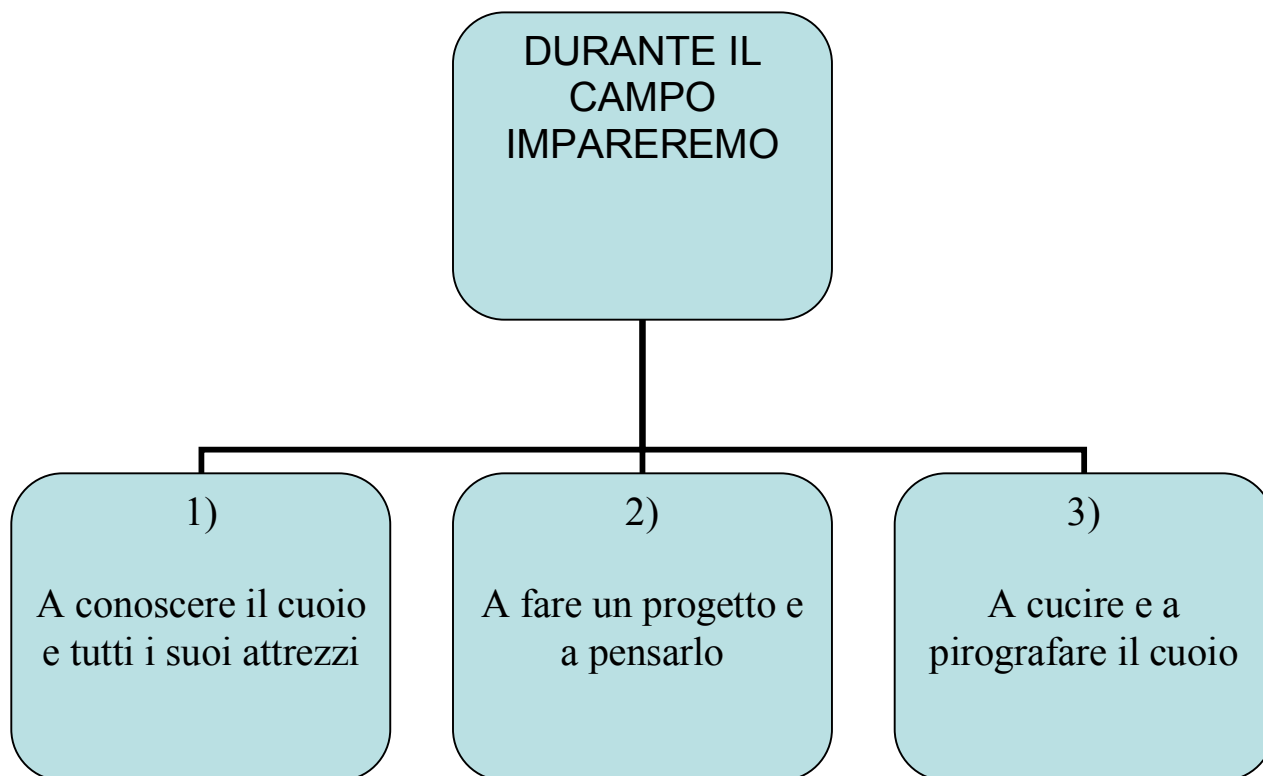 DURANTE IL
CAMPO
IMPAREREMO
1)
A conoscere il cuoio
e tutti i suoi attrezzi
2)
A fare un progetto e
a pensarlo
3)
A cucire e a
pirografare il cuoio